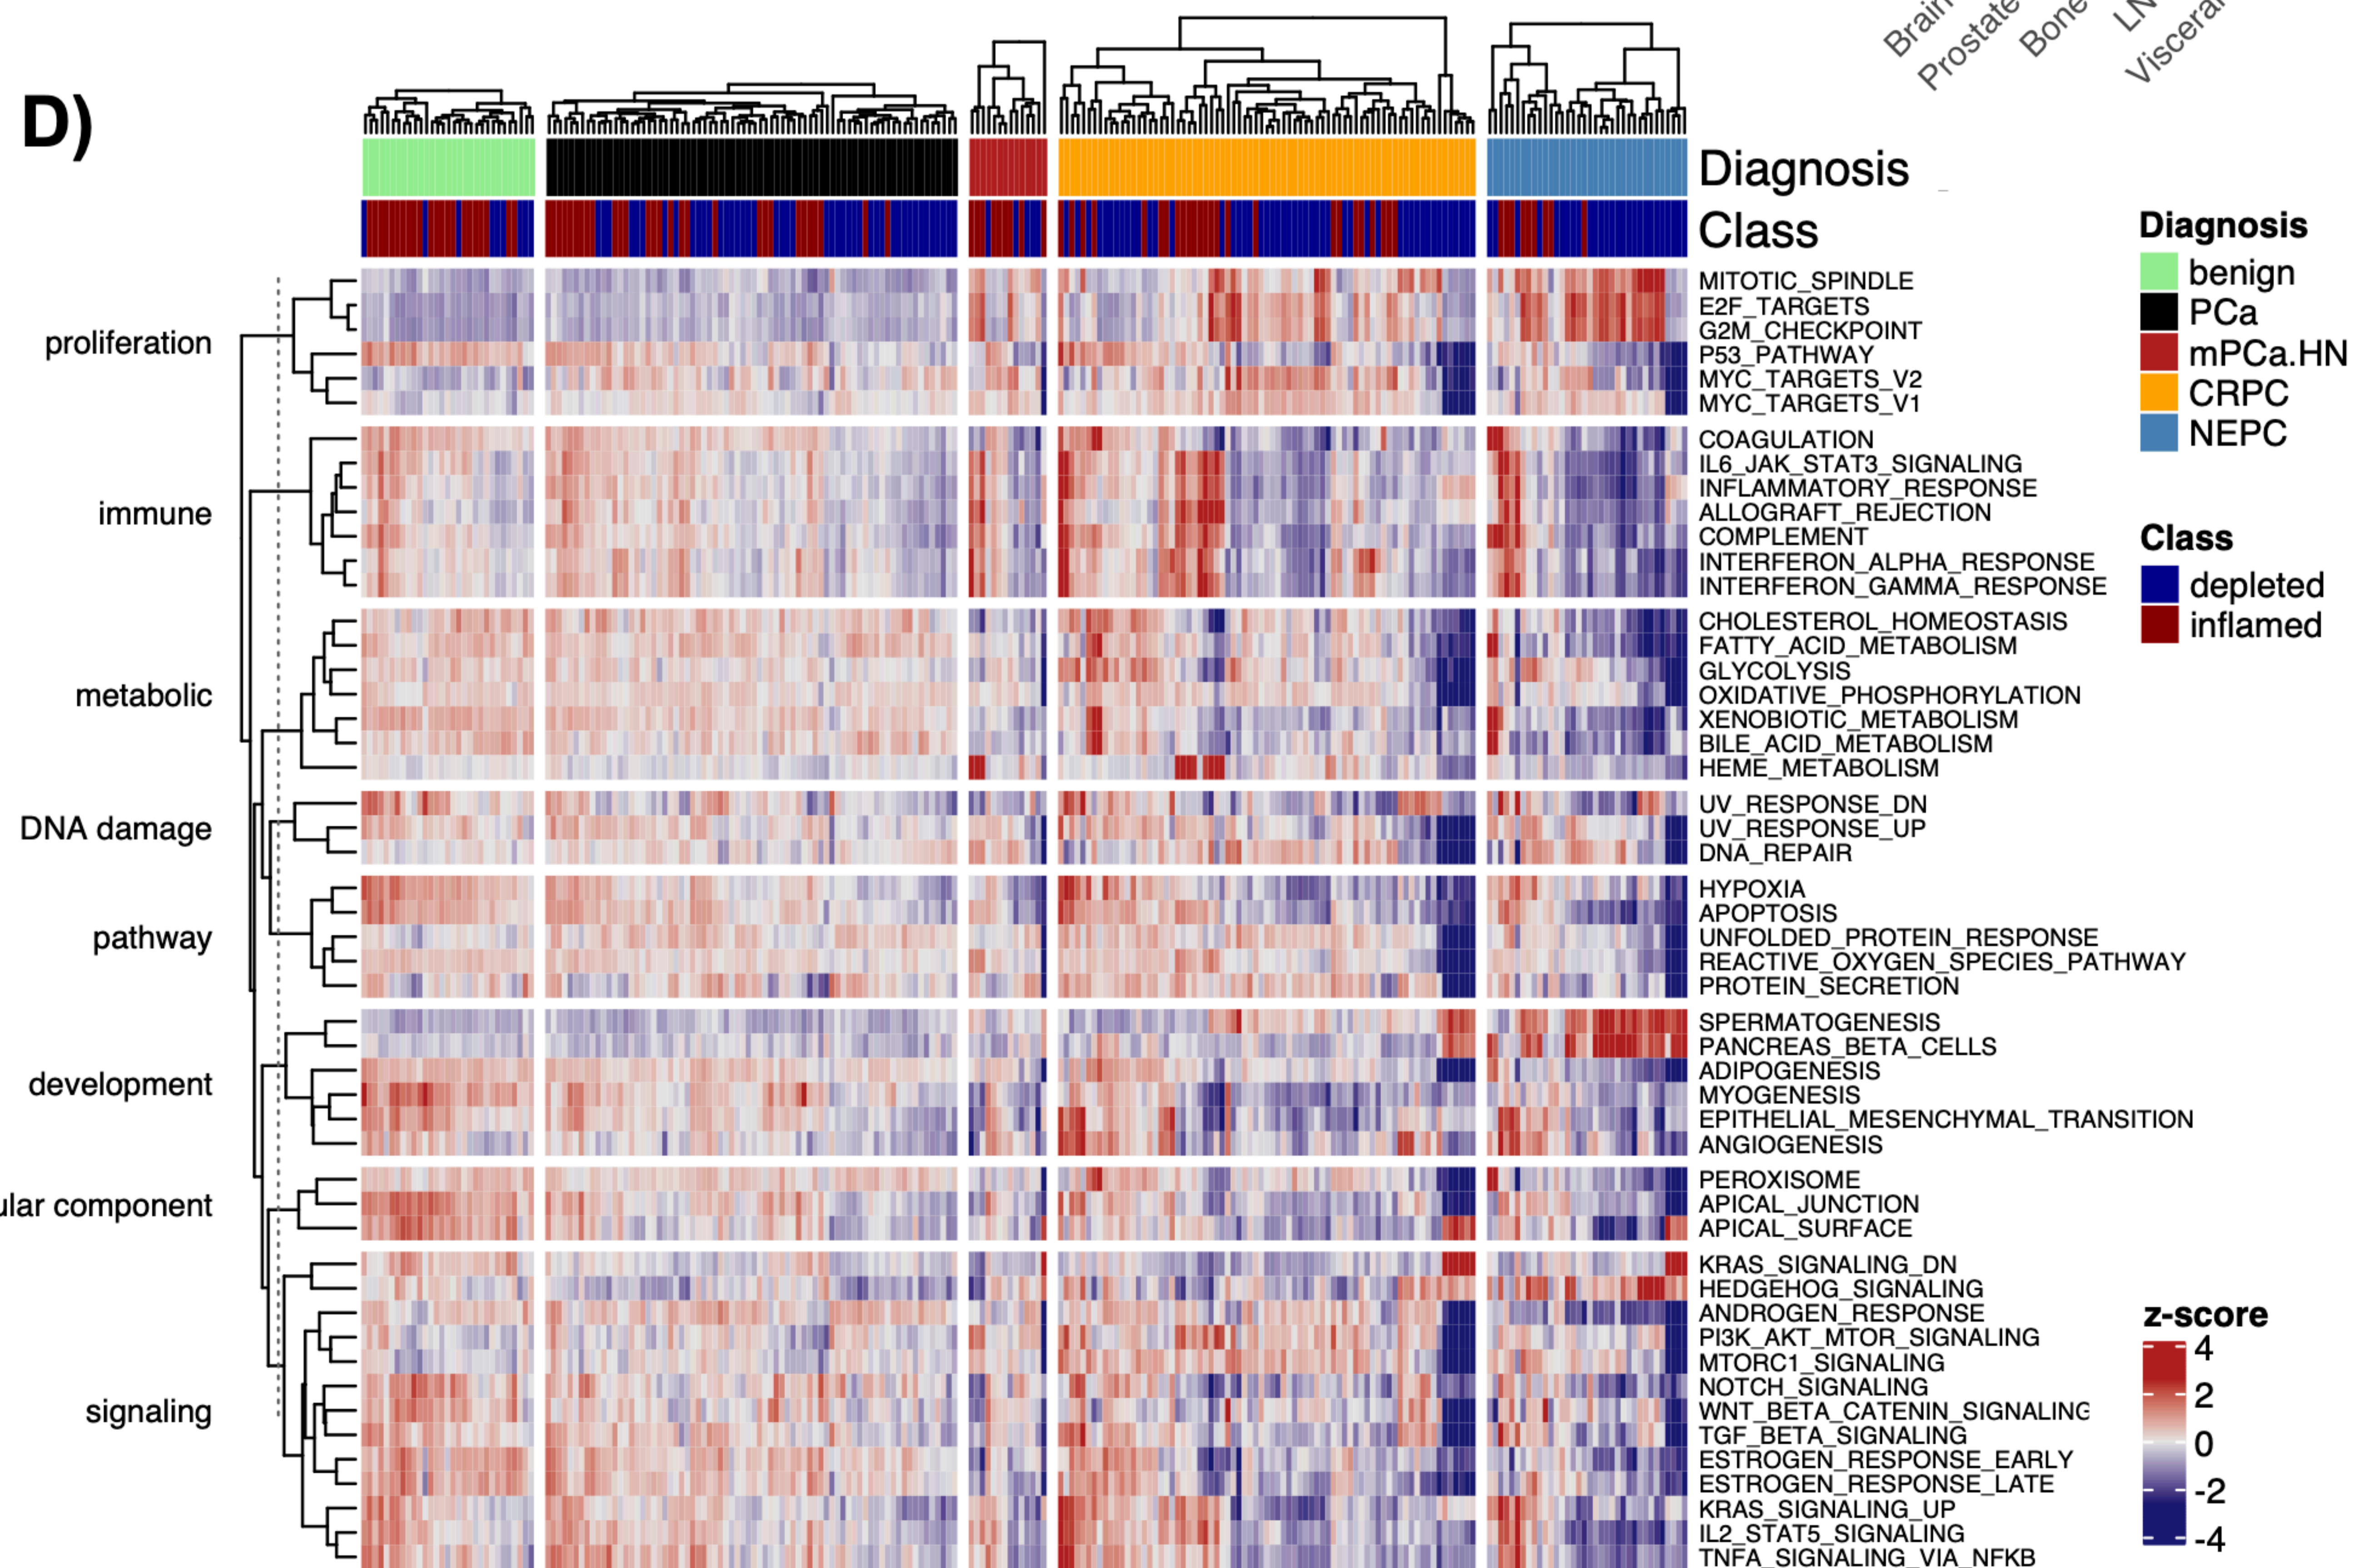 Brain
Prostate
Bone
LN
Visceral
D)
Diagnosis
Class
proliferation
MITOTIC_SPINDLE
E2F_TARGETS
G2M_CHECKPOINT
P53_PATHWAY
MYC_TARGETS_V2
MYC_TARGETS_V1
immune
COAGULATION
IL6_JAK_STAT3_SIGNALING
INFLAMMATORY_RESPONSE
ALLOGRAFT_REJECTION
COMPLEMENT
INTERFERON_ALPHA_RESPONSE
INTERFERON_GAMMA_RESPONSE
metabolic
CHOLESTEROL_HOMEOSTASIS
FATTY_ACID_METABOLISM
GLYCOLYSIS
OXIDATIVE_PHOSPHORYLATION
XENOBIOTIC_METABOLISM
BILE_ACID_METABOLISM
HEME_METABOLISM
DNA damage
UV_RESPONSE_DN
UV_RESPONSE_UP
DNA_REPAIR
pathway
HYPOXIA
APOPTOSIS
UNFOLDED_PROTEIN_RESPONSE
REACTIVE_OXYGEN_SPECIES_PATHWAY
PROTEIN_SECRETION
development
SPERMATOGENESIS
PANCREAS_BETA_CELLS
ADIPOGENESIS
MYOGENESIS
EPITHELIAL_MESENCHYMAL_TRANSITION
ANGIOGENESIS
ular component
PEROXISOME
APICAL_JUNCTION
APICAL_SURFACE
signaling
KRAS_SIGNALING_DN
HEDGEHOG_SIGNALING
ANDROGEN_RESPONSE
PI3K_AKT_MTOR_SIGNALING
MTORC1_SIGNALING
NOTCH_SIGNALING
WNT_BETA_CATENIN_SIGNALING
TGF_BETA_SIGNALING
ESTROGEN_RESPONSE_EARLY
ESTROGEN_RESPONSE_LATE
KRAS_SIGNALING_UP
IL2_STAT5_SIGNALING
TNFA_SIGNALING_VIA_NFKB
Diagnosis
benign
PCa
mPCa.HN
CRPC
NEPC
Class
depleted
inflamed
z-score
4
2
0
-2
-4